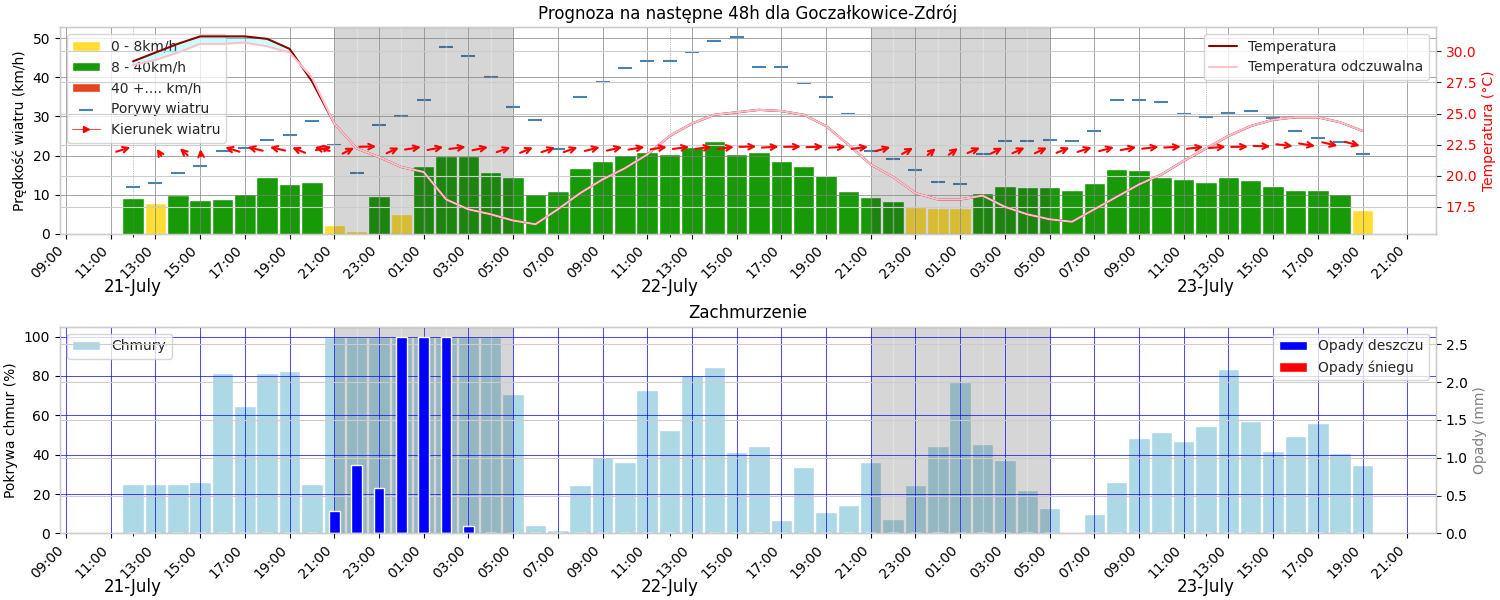 Prognoza na następne 48h dla Goczałkowice-Zdrój
Prędkość wiatru (km/h)
50
40
30
20
10
0
0 - 8km/h
8 - 40km/h
40 +.... km/h
Porywy wiatru
Kierunek wiatru
Temperatura
Temperatura odczuwalna
30.0
27.5
25.0
22.5
20.0
17.5
Temperatura (°C)
09:00 11:00 13:00 15:00 17:00 19:00 21:00 23:00 01:00 03:00 05:00 07:00 09:00 11:00 13:00 15:00 17:00 19:00 21:00 23:00 01:00 03:00 05:00 07:00 09:00 11:00 13:00 15:00 17:00 19:00 21:00
21-July 22-July 23-July
Zachmurzenie
Pokrywa chmur (%)
100
80
60
40
20
0
Chmury
Opady deszczu
Opady śniegu
2.5
2.0
1.5
1.0
0.5
0.0
Opady (mm)
09:00 11:00 13:00 15:00 17:00 19:00 21:00 23:00 01:00 03:00 05:00 07:00 09:00 11:00 13:00 15:00 17:00 19:00 21:00 23:00 01:00 03:00 05:00 07:00 09:00 11:00 13:00 15:00 17:00 19:00 21:00
21-July 22-July 23-July